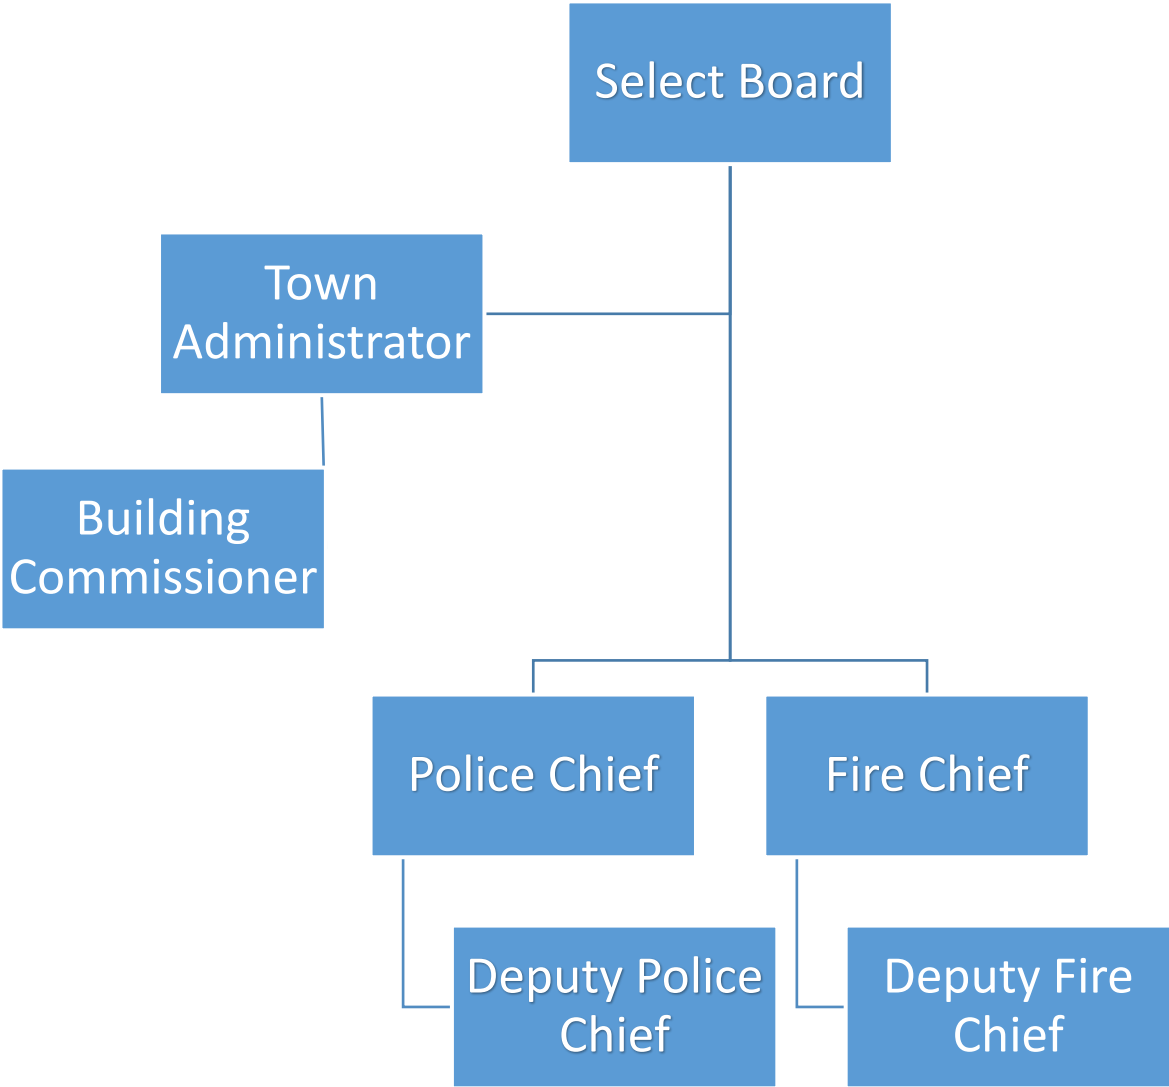 Select Board
Town
Administrator
Building
Commissioner
Police Chief
Fire Chief
Deputy Police
Chief
Deputy Fire
Chief